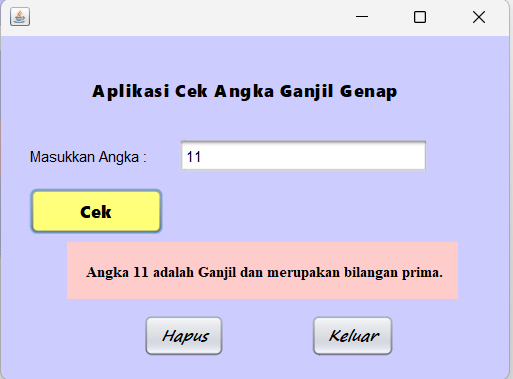 Aplikasi Cek Angka Ganjil Genap
Masukkan Angka :
11
Cek
Angka 11 adalah Ganjil dan merupakan bilangan prima.
Hapus
Keluar